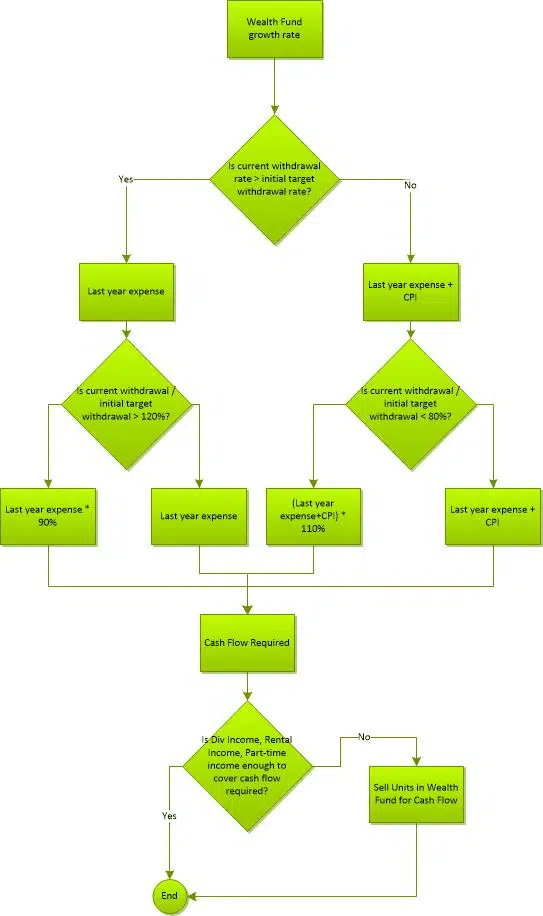 Wealth Fund
growth rate
Is current withdrawal
rate > initial target
withdrawal rate?
Yes
No
Last year expense
Last year expense +
CPI
Is current withdrawal /
initial target
withdrawal > 120%?
Is current withdrawal /
initial target
withdrawal < 80%?
Last year expense *
90%
Last year expense
(Last year
expense+CPI) *
110%
Last year expense +
CPI
Cash Flow Required
Is Div Income, Rental
Income, Part-time
income enough to
cover cash flow
required?
No
Sell Units in Wealth
Fund for Cash Flow
Yes
End